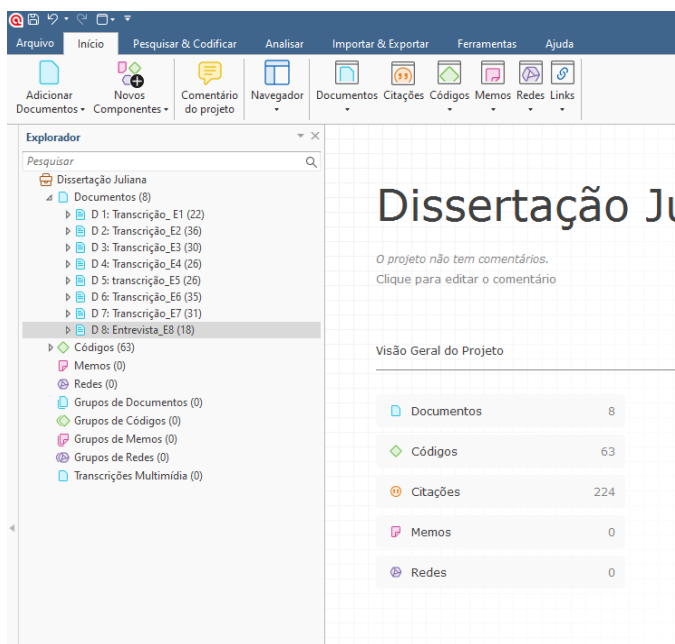 Arquivo Início Pesquisar & Codificar Analisar Importar & Exportar Ferramentas Ajuda
Adicionar Documentos
Novos Componentes
Comentário do projeto
Navegador
Documentos Citações Códigos Memos Redes Links
Explorador
Pesquisar
Dissertação Juliana
Documentos (8)
D 1: Transcrição_ E1 (22)
D 2: Transcrição_E2 (36)
D 3: Transcrição_E3 (30)
D 4: Transcrição_E4 (26)
D 5: transcrição_E5 (26)
D 6: Transcrição_E6 (35)
D 7: Transcrição_E7 (31)
D 8: Entrevista_E8 (18)
Códigos (63)
Memos (0)
Redes (0)
Grupos de Documentos (0)
Grupos de Códigos (0)
Grupos de Memos (0)
Grupos de Redes (0)
Transcrições Multimídia (0)
Dissertação Ju
O projeto não tem comentários.
Clique para editar o comentário
Visão Geral do Projeto
Documentos 8
Códigos 63
Citações 224
Memos 0
Redes 0